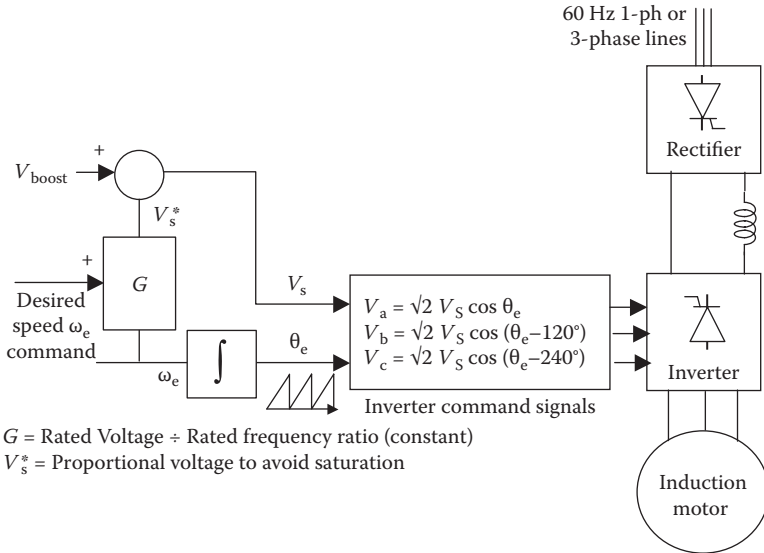 60 Hz 1-ph or
3-phase lines
Rectifier
+
V_boost
V_s^*
+
G
Desired
speed ω_e
command
ω_e
∫
θ_e
V_s
V_a = √2 V_S cos θ_e
V_b = √2 V_S cos (θ_e–120°)
V_c = √2 V_S cos (θ_e–240°)
Inverter command signals
Inverter
Induction
motor
G = Rated Voltage ÷ Rated frequency ratio (constant)
V_s^* = Proportional voltage to avoid saturation